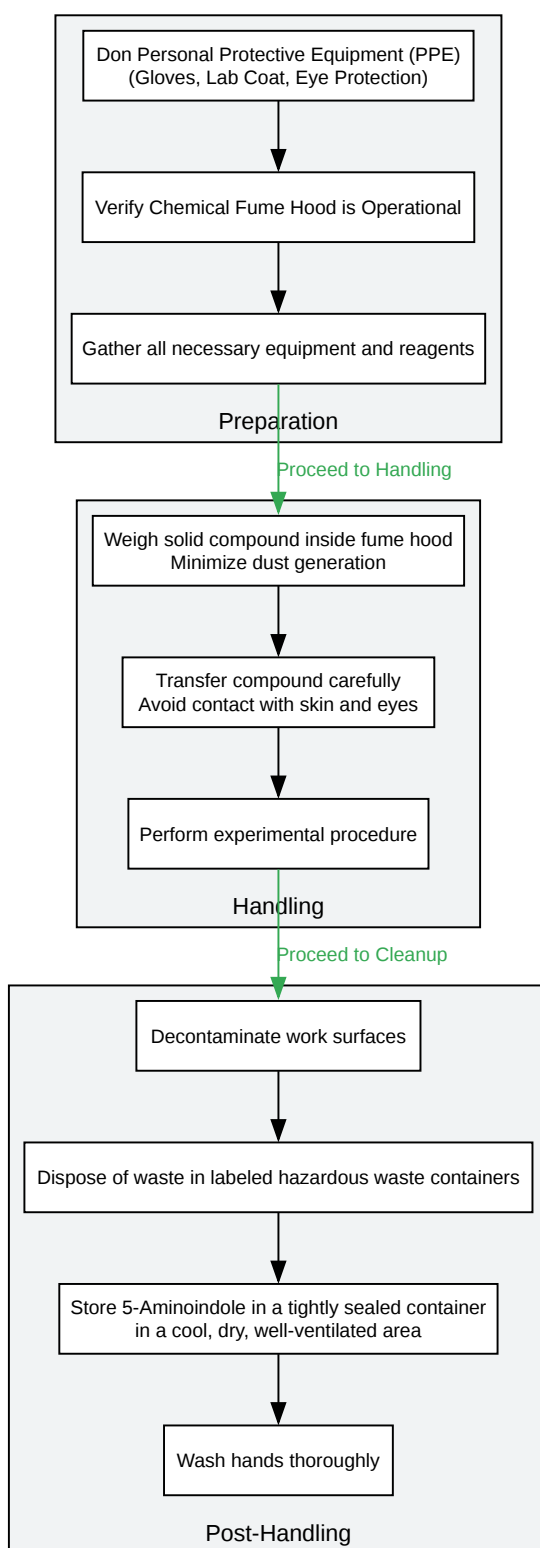 Don Personal Protective Equipment (PPE)
(Gloves, Lab Coat, Eye Protection)
Verify Chemical Fume Hood is Operational
Gather all necessary equipment and reagents
Preparation
Proceed to Handling
Weigh solid compound inside fume hood
Minimize dust generation
Transfer compound carefully
Avoid contact with skin and eyes
Perform experimental procedure
Handling
Proceed to Cleanup
Decontaminate work surfaces
Dispose of waste in labeled hazardous waste containers
Store 5-Aminoindole in a tightly sealed container
in a cool, dry, well-ventilated area
Wash hands thoroughly
Post-Handling